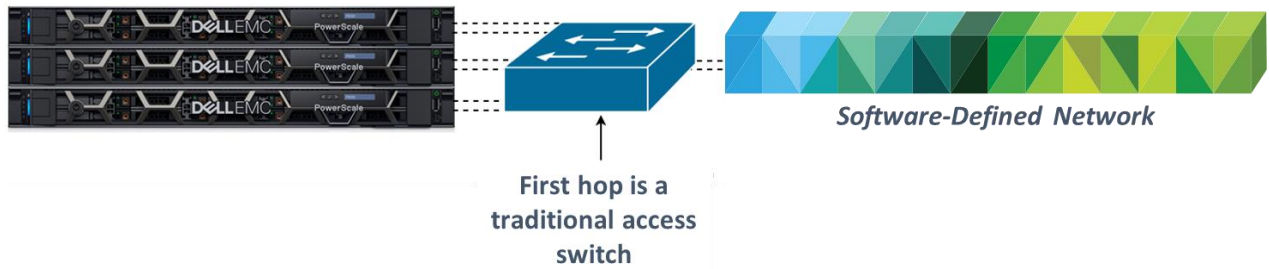 DELLEMC PowerScale
DELLEMC PowerScale
DELLEMC PowerScale
Software-Defined Network
First hop is a
traditional access
switch